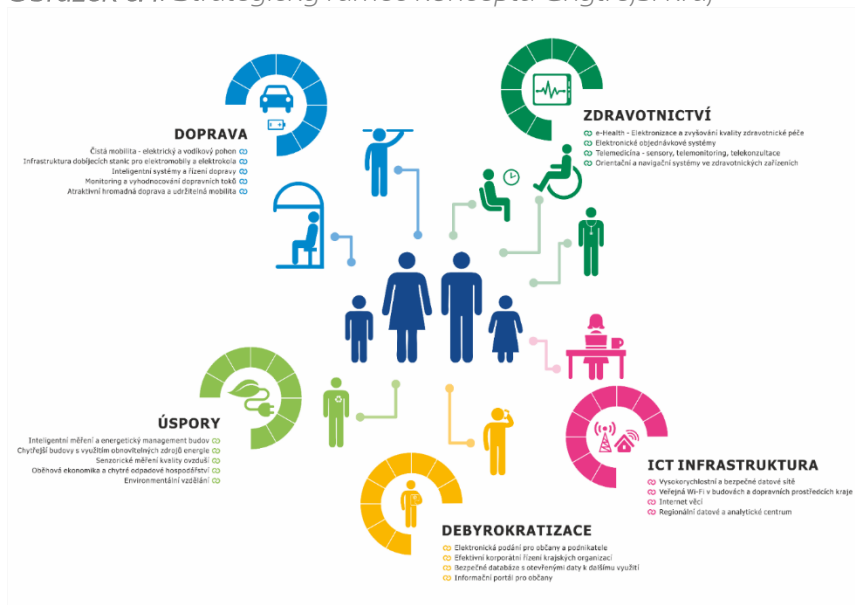 DOPRAVA
Čistá mobilita - elektrický a vodíkový pohon
Infrastruktura dobíjecích stanic pro elektromobily a elektrokola
Inteligentní systémy a řízení dopravy
Monitoring a vyhodnocování dopravních toků
Atraktivní hromadná doprava a udržitelná mobilita
ZDRAVOTNICTVÍ
e-Health - Elektronizace a zvyšování kvality zdravotnické péče
Elektronické objednávkové systémy
Telemedicína - sensory, telemonitoring, telekonzultace
Orientační a navigační systémy ve zdravotnických zařízeních
ÚSPORY
Inteligentní měření a energetický management budov
Chytřejší budovy s využitím obnovitelných zdrojů energie
Senzorické měření kvality ovzduší
Oběhová ekonomika a chytré odpadové hospodářství
Environmentální vzdělání
ICT INFRASTRUKTURA
Vysokorychlostní a bezpečné datové sítě
Veřejná Wi-Fi v budovách a dopravních prostředcích kraje
Internet věcí
Regionální datové a analytické centrum
DEBYROKRATIZACE
Elektronická podání pro občany a podnikatele
Efektivní korporátní řízení krajských organizací
Bezpečné databáze s otevřenými daty k dalšímu využití
Informační portál pro občany